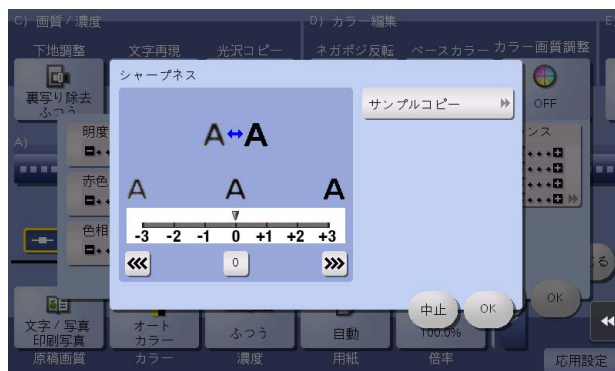 C) 画質 / 濃度
D) カラー編集
E
下地調整
文字再現
光沢コピー
ネガポジ反転
ベースカラー
カラー画質調整
裏写り除去
ふつう
OFF
A)
明度
赤色
色相
ンス
シャープネス
サンプルコピー
A↔A
A A A
-3 -2 -1 0 +1 +2 +3
0
中止
OK
OK
じる
文字 / 写真
印刷写真
オート
カラー
ふつう
自動
100.0%
原稿画質
カラー
濃度
用紙
倍率
応用設定